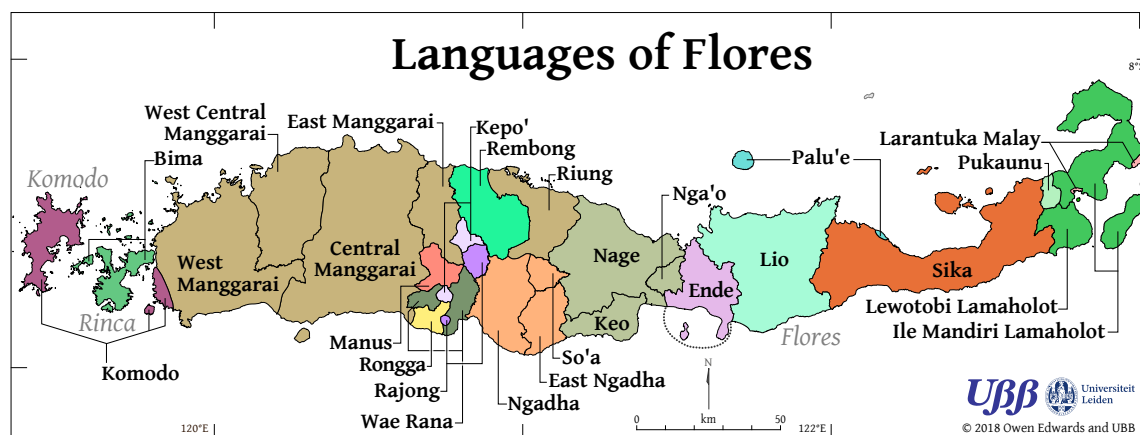 Languages of Flores
8°S
West Central
Manggarai
East Manggarai
Kepo'
Rembong
Bima
Riung
Palu'e
Larantuka Malay
Pukaunu
Komodo
Nga'o
West
Manggarai
Central
Manggarai
Nage
Ende
Lio
Sika
Rinca
Keo
Flores
Lewotobi Lamaholot
Ile Mandiri Lamaholot
Manus
Rongga
Rajong
Wae Rana
So'a
East Ngadha
Ngadha
Komodo
N
0 km 50
UBB
Universiteit
Leiden
120°E
122°E
© 2018 Owen Edwards and UBB